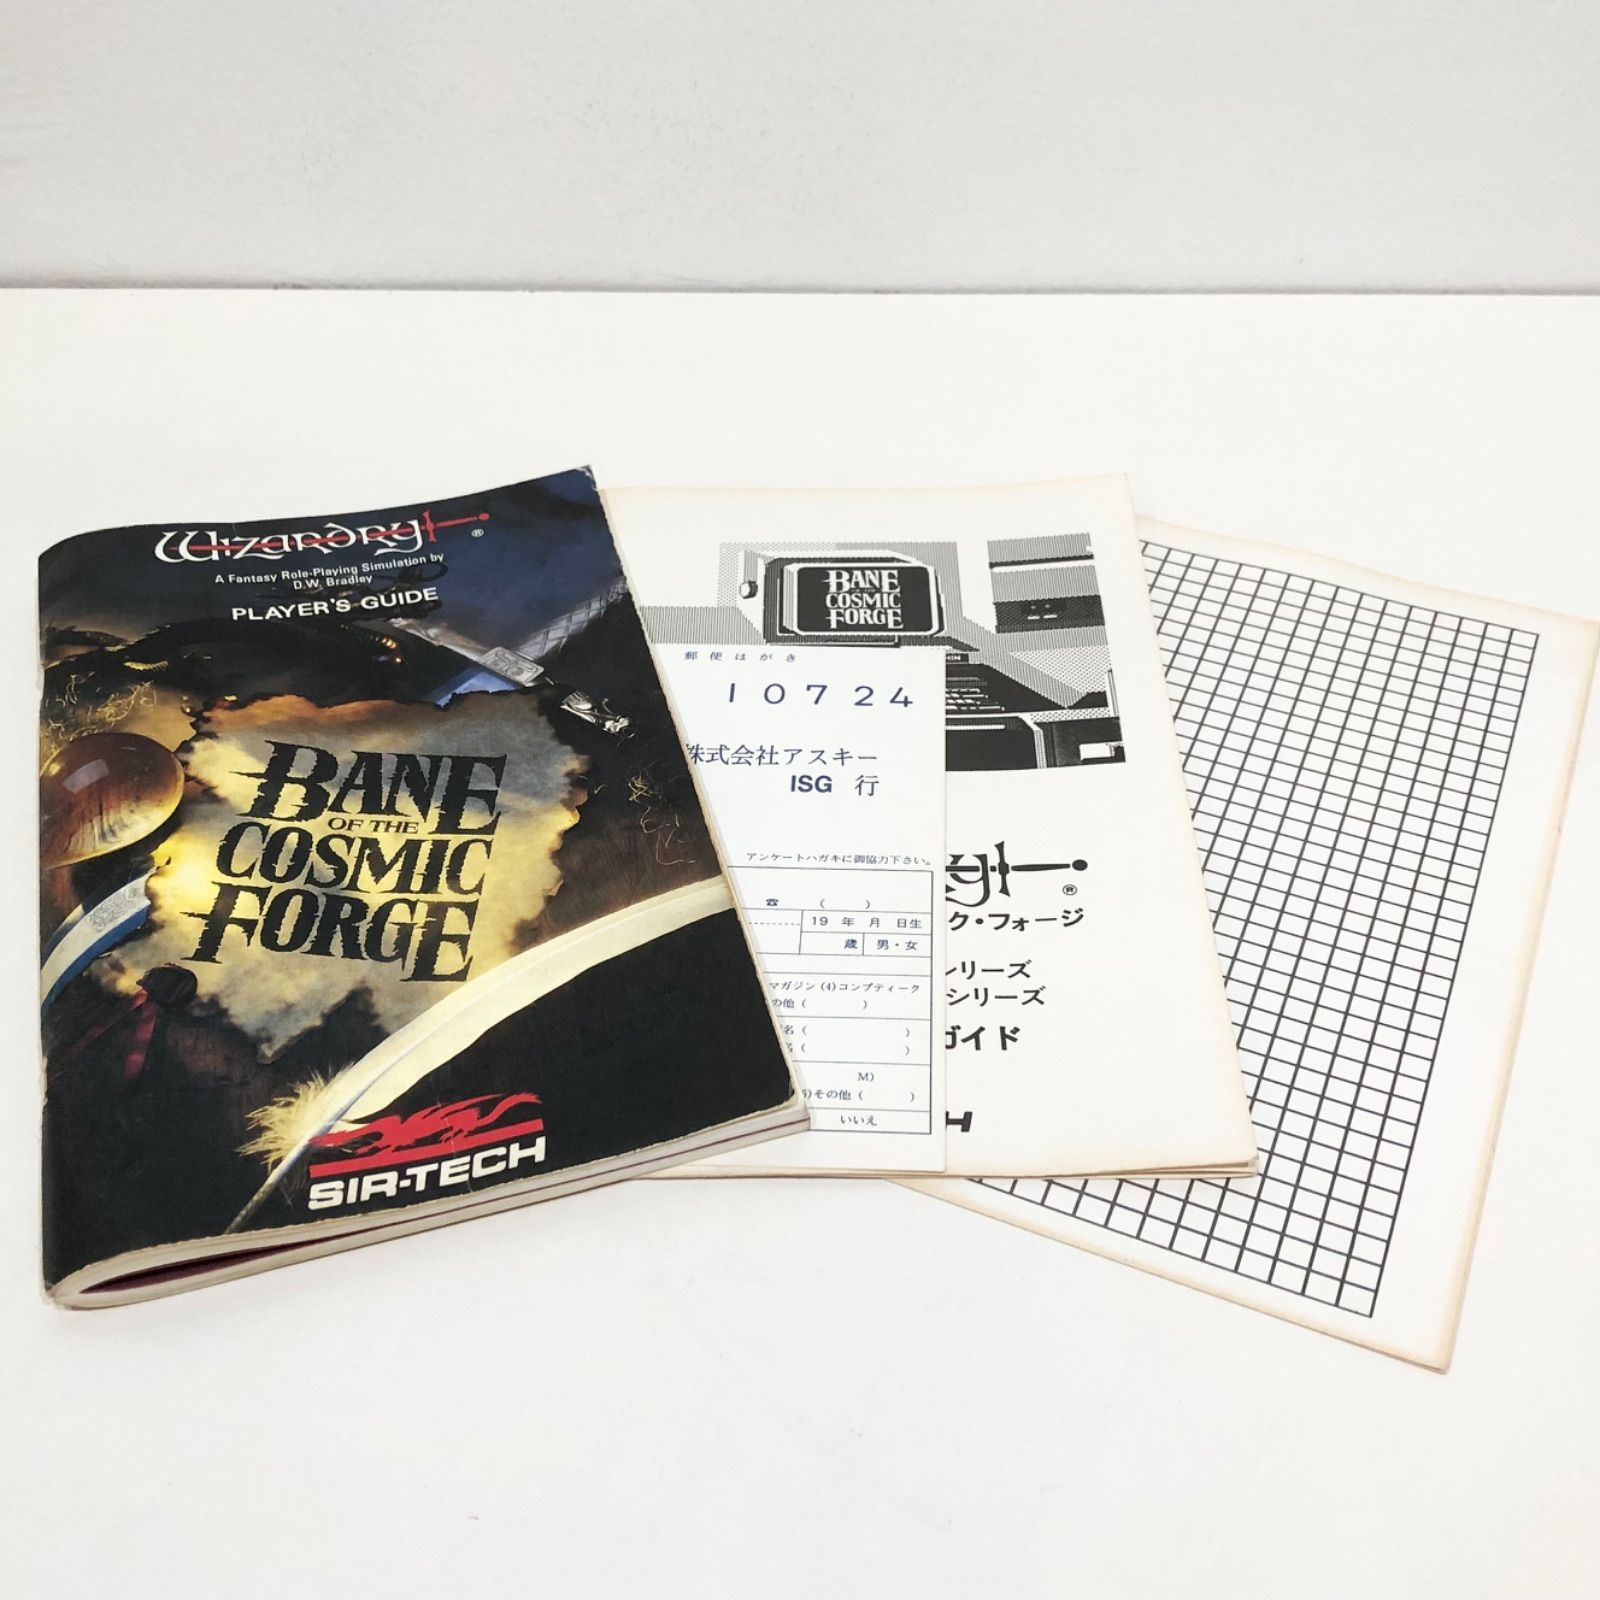 Wizardry®
A Fantasy Role-Playing Simulation by
D.W. Bradley
PLAYER'S GUIDE
BANE
OF THE
COSMIC
FORGE
SIR-TECH
BANE
OF THE
COSMIC
FORGE
郵便はがき
10724
株式会社アスキー
ISG 行
アンケートハガキに御協力下さい。
☎ ( )
19 年 月 日生
歳 男・女
マガジン (4)コンプティーク
の他 ( )
名 ( )
( )
M)
)その他 ( )
いいえ
®
ク・フォージ
シリーズ
シリーズ
ガイド
H